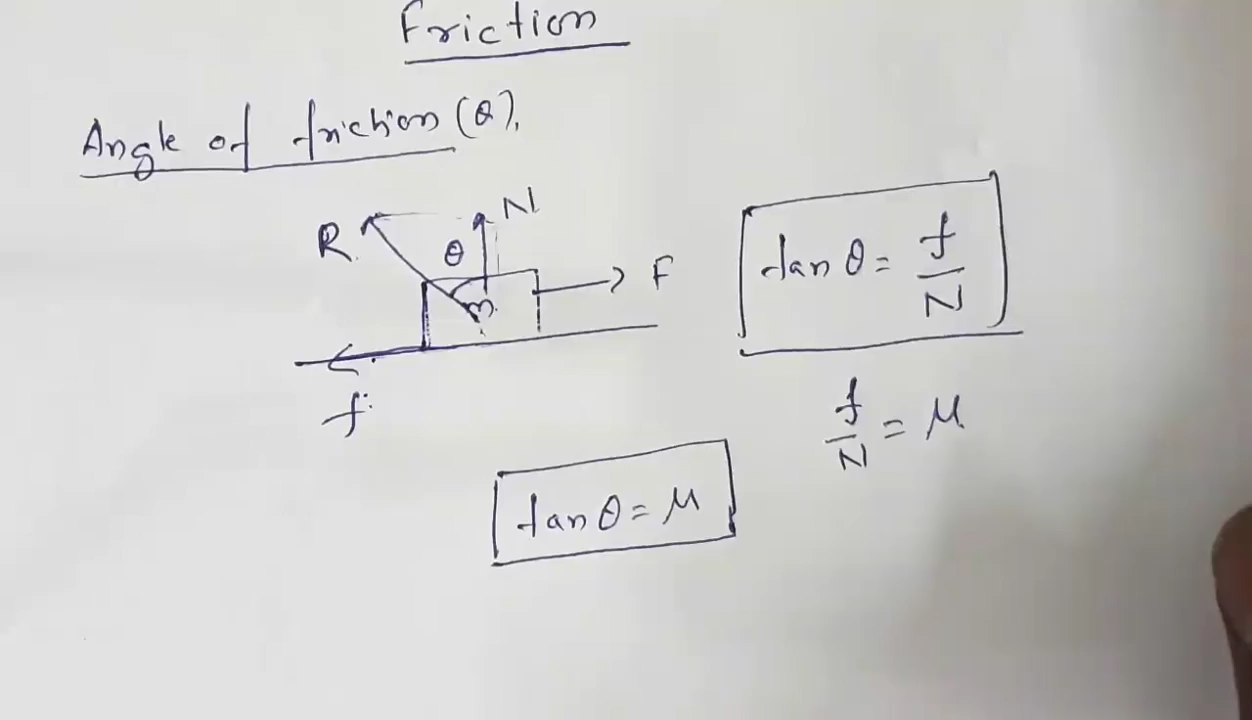 Friction
Angle of friction (θ),
R N
θ
F
m
f
tan θ = f/N
f/N = μ
tan θ = μ